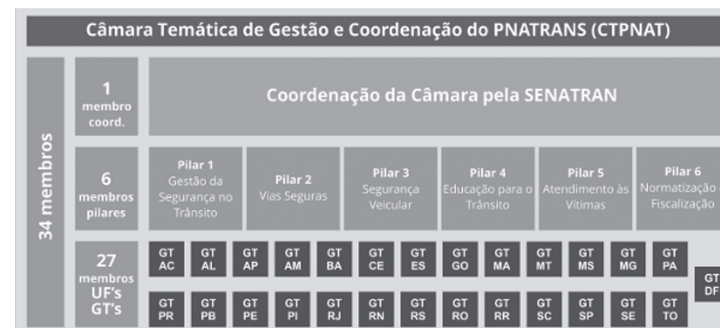 Câmara Temática de Gestão e Coordenação do PNATRANS (CTPNAT)
34 membros
1
membro
coord.
Coordenação da Câmara pela SENATRAN
6
membros
pilares
Pilar 1
Gestão da
Segurança no
Trânsito
Pilar 2
Vias Seguras
Pilar 3
Segurança
Veicular
Pilar 4
Educação para o
Trânsito
Pilar 5
Atendimento às
Vítimas
Pilar 6
Normatização
Fiscalização
27
membros
UF's
GT's
GT
AC
GT
AL
GT
AP
GT
AM
GT
BA
GT
CE
GT
ES
GT
GO
GT
MA
GT
MT
GT
MS
GT
MG
GT
PA
GT
DF
GT
PR
GT
PB
GT
PE
GT
PI
GT
RJ
GT
RN
GT
RS
GT
RO
GT
RR
GT
SC
GT
SP
GT
SE
GT
TO